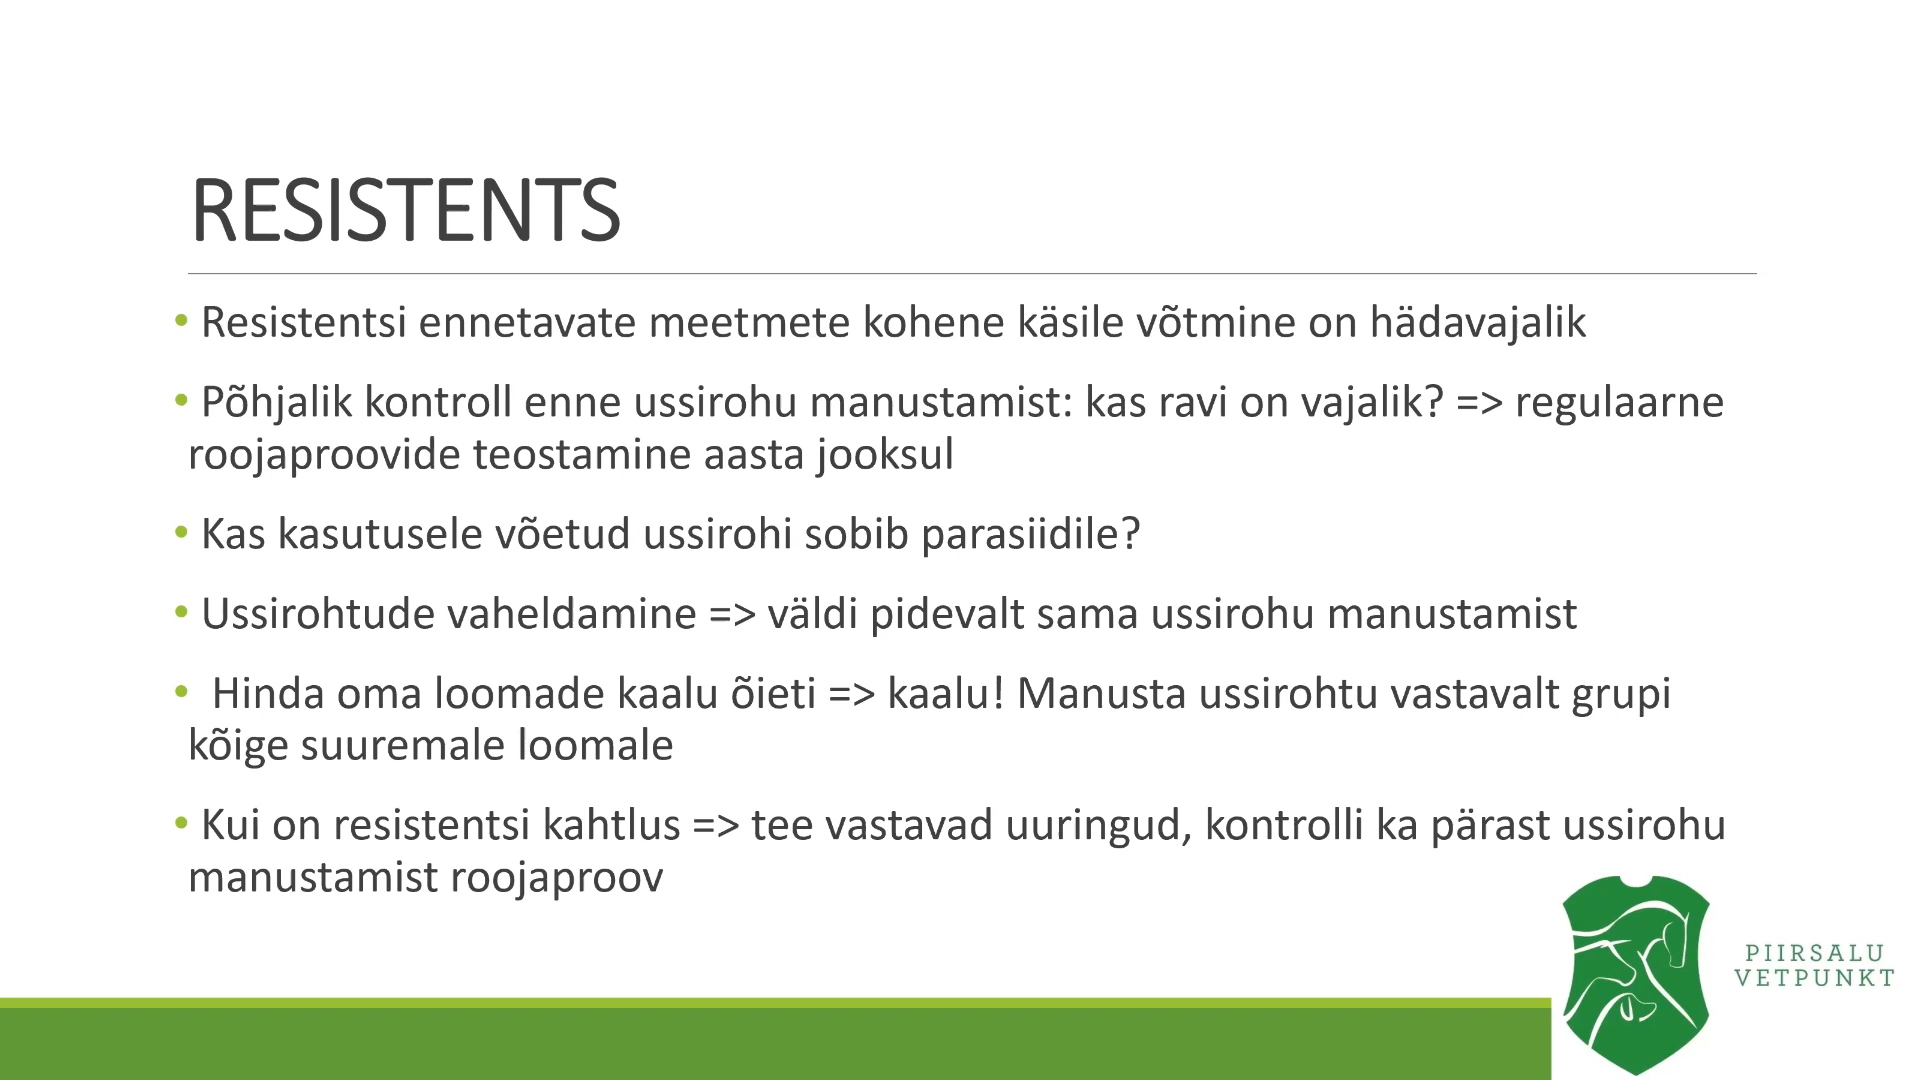 RESISTENTS
• Resistentsi ennetavate meetmete kohene käsile võtmine on hädavajalik
• Põhjalik kontroll enne ussirohu manustamist: kas ravi on vajalik? => regulaarne
roojaproovide teostamine aasta jooksul
• Kas kasutusele võetud ussirohi sobib parasiidile?
• Ussirohtude vaheldamine => väldi pidevalt sama ussirohu manustamist
• Hinda oma loomade kaalu õieti => kaalu! Manusta ussirohtu vastavalt grupi
kõige suuremale loomale
• Kui on resistentsi kahtlus => tee vastavad uuringud, kontrolli ka pärast ussirohu
manustamist roojaproov
PIIRSALU
VETPUNKT